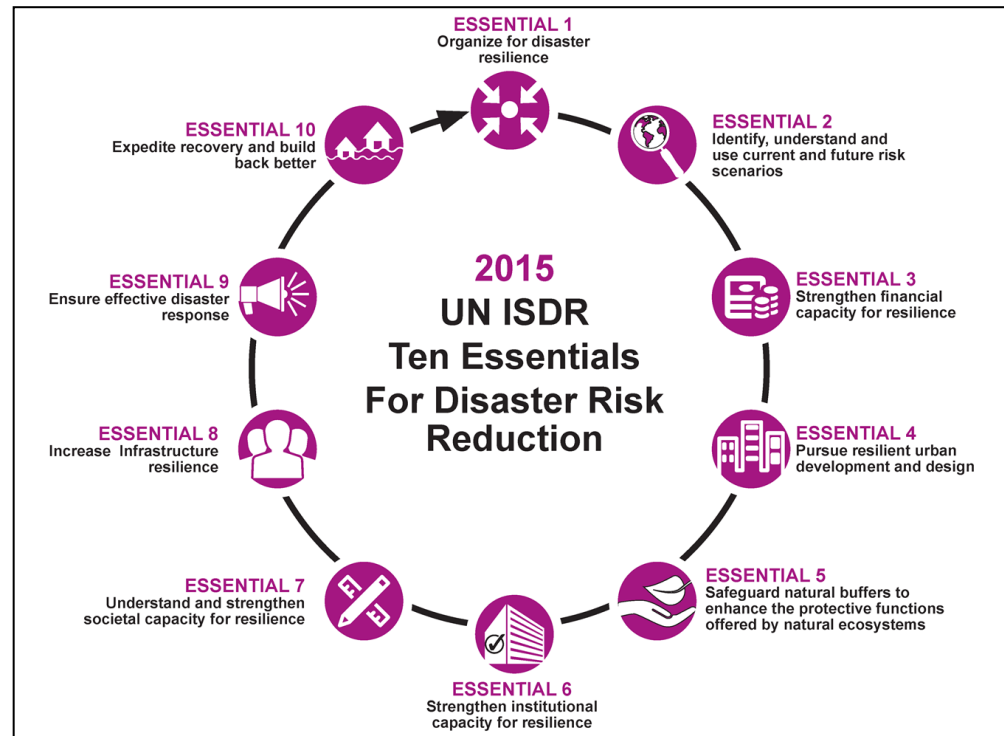 ESSENTIAL 1
Organize for disaster
resilience
ESSENTIAL 2
Identify, understand and
use current and future risk
scenarios
ESSENTIAL 3
Strengthen financial
capacity for resilience
ESSENTIAL 4
Pursue resilient urban
development and design
ESSENTIAL 5
Safeguard natural buffers to
enhance the protective functions
offered by natural ecosystems
ESSENTIAL 6
Strengthen institutional
capacity for resilience
ESSENTIAL 7
Understand and strengthen
societal capacity for resilience
ESSENTIAL 8
Increase Infrastructure
resilience
ESSENTIAL 9
Ensure effective disaster
response
ESSENTIAL 10
Expedite recovery and build
back better
2015
UN ISDR
Ten Essentials
For Disaster Risk
Reduction